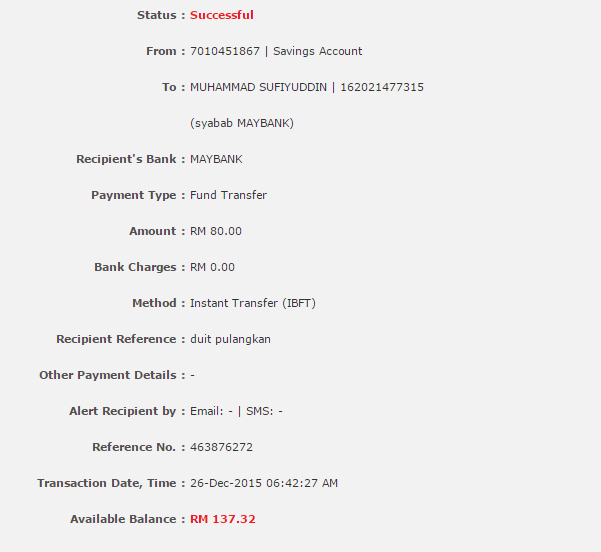 Status : Successful
From : 7010451867 | Savings Account
To : MUHAMMAD SUFIYUDDIN | 162021477315
(syabab MAYBANK)
Recipient's Bank : MAYBANK
Payment Type : Fund Transfer
Amount : RM 80.00
Bank Charges : RM 0.00
Method : Instant Transfer (IBFT)
Recipient Reference : duit pulangkan
Other Payment Details : -
Alert Recipient by : Email: - | SMS: -
Reference No. : 463876272
Transaction Date, Time : 26-Dec-2015 06:42:27 AM
Available Balance : RM 137.32